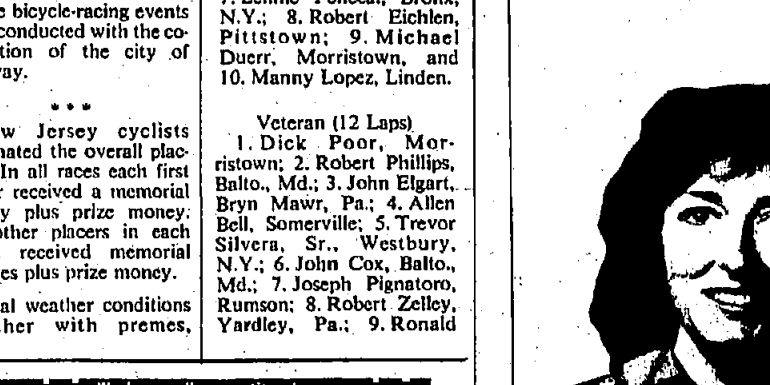 bicycle-racing events
conducted with the co-
tion of the city of
ay.
* * *
w Jersey cyclists
nated the overall plac-
In all races each first
r received a memorial
y plus prize money.
other placers in each
received memorial
es plus prize money.
al weather conditions
her with premes,
N.Y.; 8. Robert Eichlen,
Pittstown; 9. Michael
Duerr, Morristown, and
10. Manny Lopez, Linden.
Veteran (12 Laps)
1. Dick Poor, Mor-
ristown; 2. Robert Phillips,
Balto., Md.; 3. John Elgart,
Bryn Mawr, Pa.; 4. Allen
Bell, Somerville; 5. Trevor
Silvera, Sr., Westbury,
N.Y.; 6. John Cox, Balto.,
Md.; 7. Joseph Pignatoro,
Rumson; 8. Robert Zelley,
Yardley, Pa.; 9. Ronald